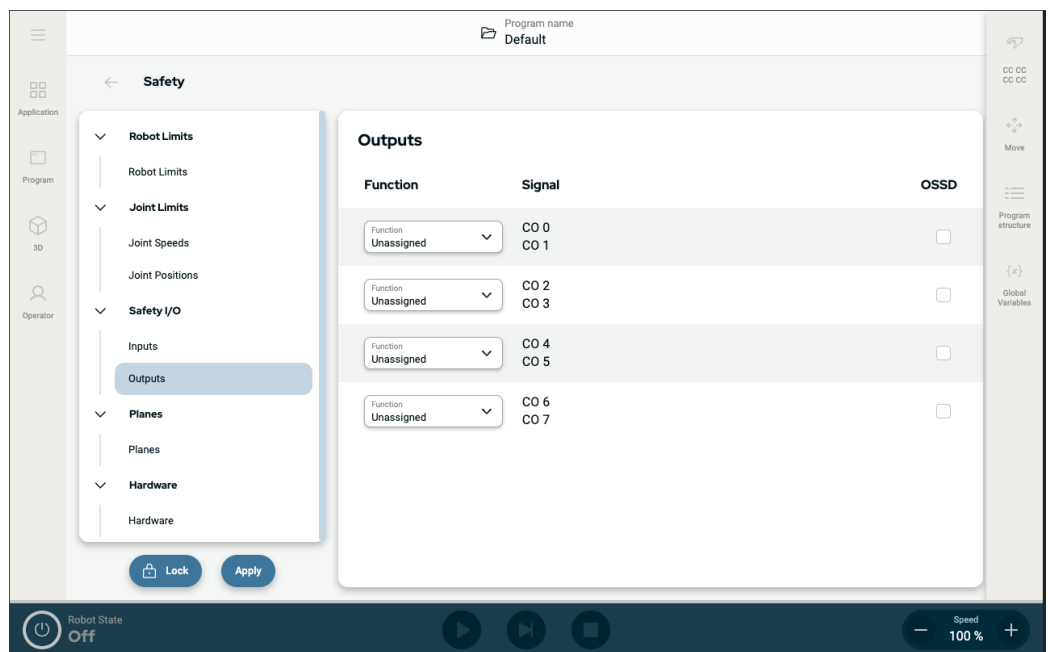 Program name
Default
Application
Program
3D
Operator
Safety
Robot Limits
Robot Limits
Joint Limits
Joint Speeds
Joint Positions
Safety I/O
Inputs
Outputs
Planes
Planes
Hardware
Hardware
Lock
Apply
Outputs
Function
Signal
OSSD
Function
Unassigned
CO 0
CO 1
Function
Unassigned
CO 2
CO 3
Function
Unassigned
CO 4
CO 5
Function
Unassigned
CO 6
CO 7
CC CC
CC CC
Move
Program
structure
{x}
Global
Variables
Robot State
Off
Speed
100 %